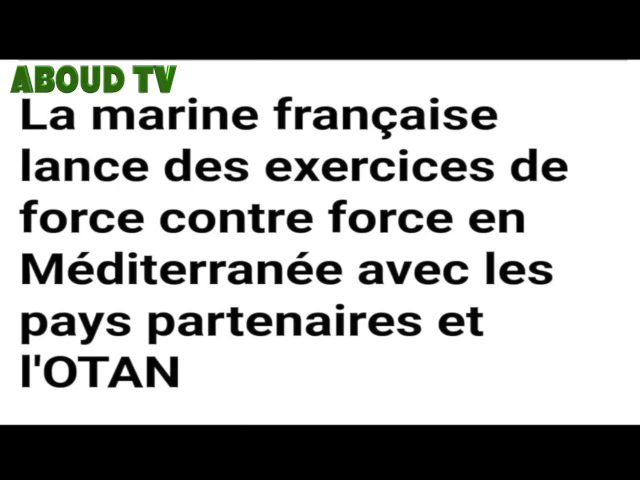 ABOUD TV
La marine française
lance des exercices de
force contre force en
Méditerranée avec les
pays partenaires et
l'OTAN